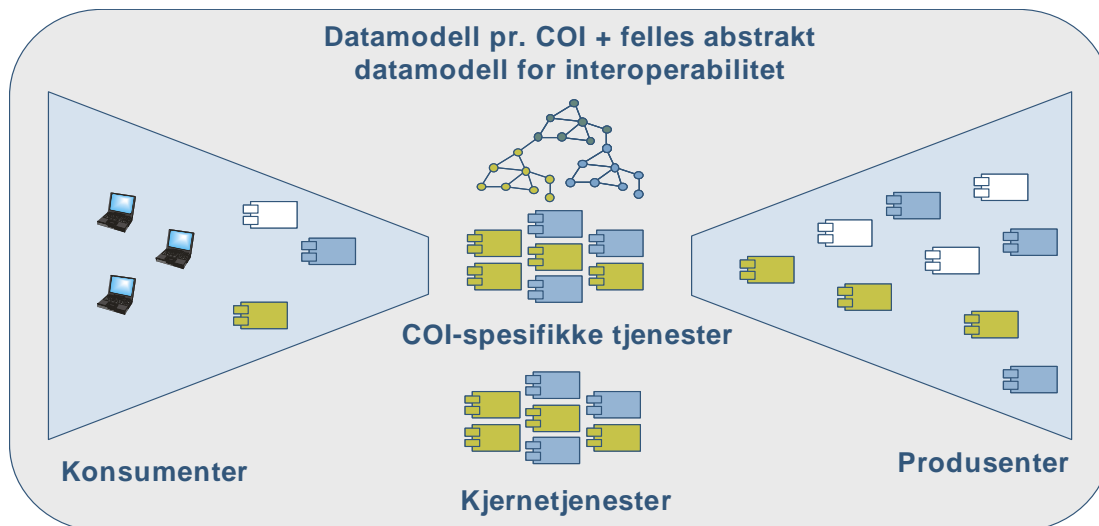 Datamodell pr. COI + felles abstrakt
datamodell for interoperabilitet
COI-spesifikke tjenester
Konsumenter
Produsenter
Kjernetjenester